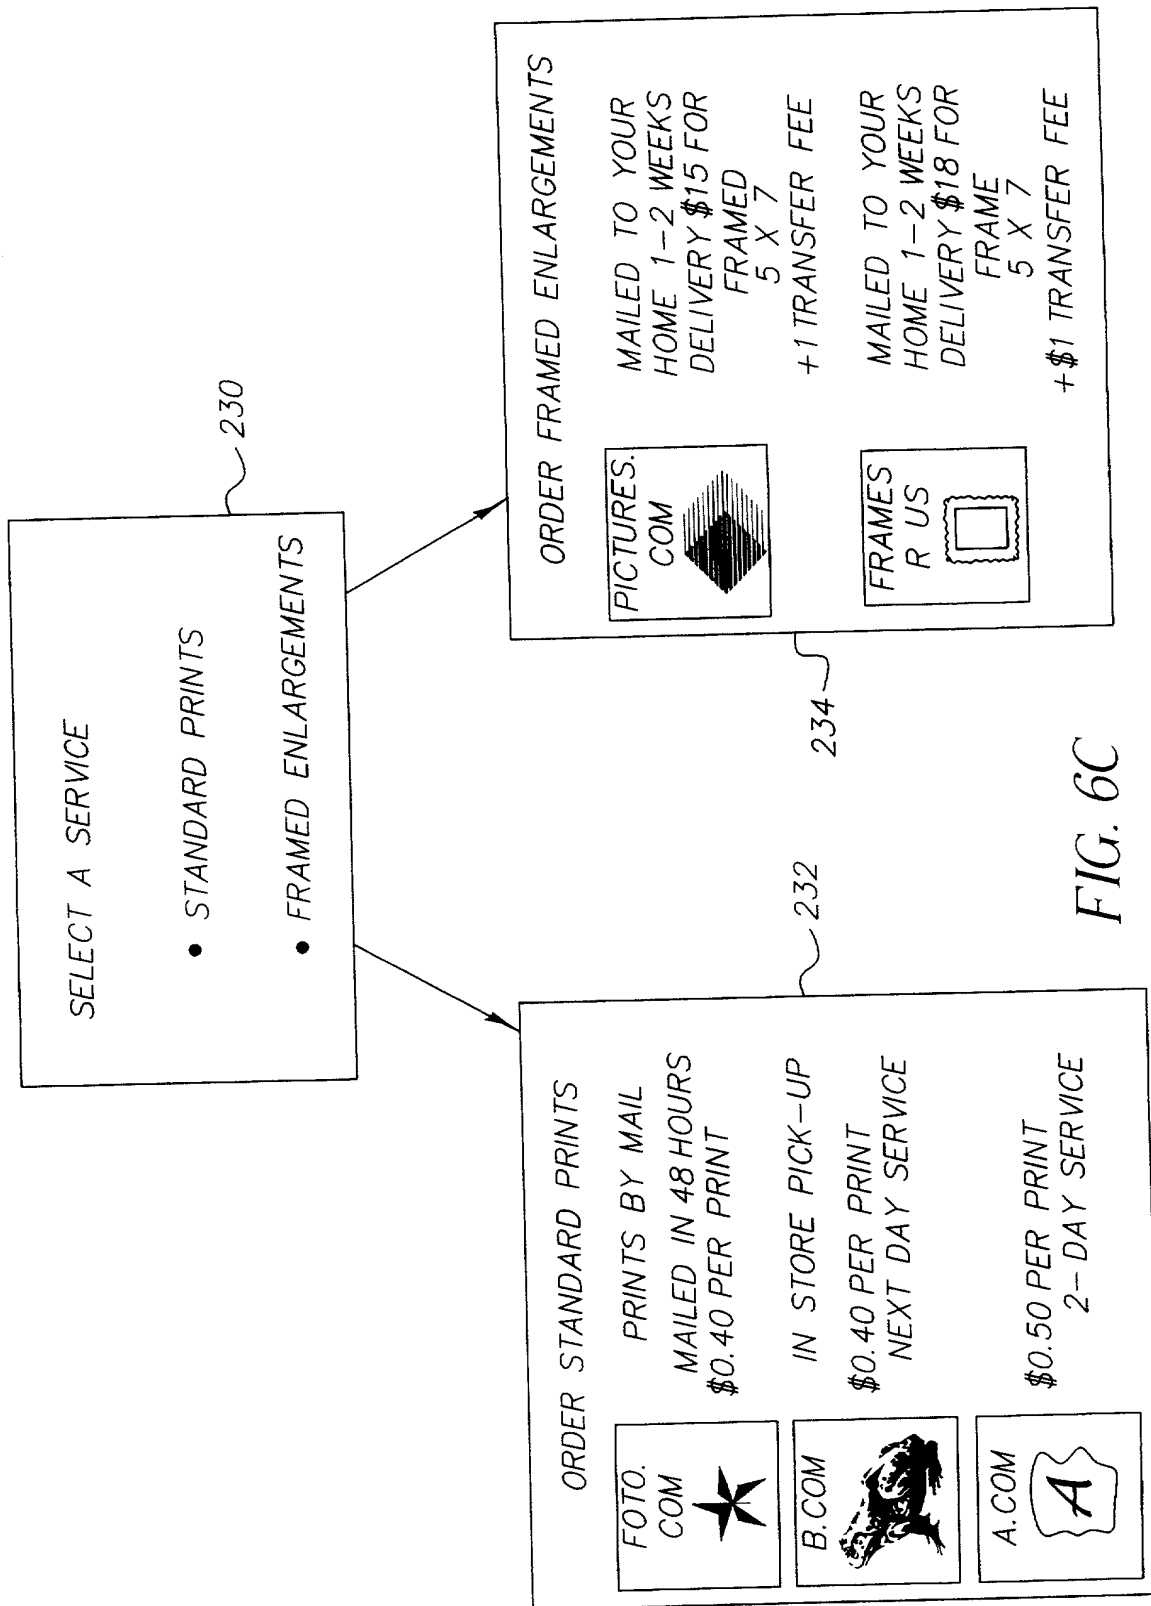 SELECT A SERVICE
• STANDARD PRINTS
• FRAMED ENLARGEMENTS
230
ORDER STANDARD PRINTS
FOTO.
COM
PRINTS BY MAIL
MAILED IN 48 HOURS
$0.40 PER PRINT
B.COM
IN STORE PICK-UP
$0.40 PER PRINT
NEXT DAY SERVICE
A.COM
A
$0.50 PER PRINT
2-DAY SERVICE
232
ORDER FRAMED ENLARGEMENTS
PICTURES.
COM
MAILED TO YOUR
HOME 1-2 WEEKS
DELIVERY $15 FOR
FRAMED
5 X 7
+1 TRANSFER FEE
FRAMES
R US
MAILED TO YOUR
HOME 1-2 WEEKS
DELIVERY $18 FOR
FRAME
5 X 7
+$1 TRANSFER FEE
234
FIG. 6C